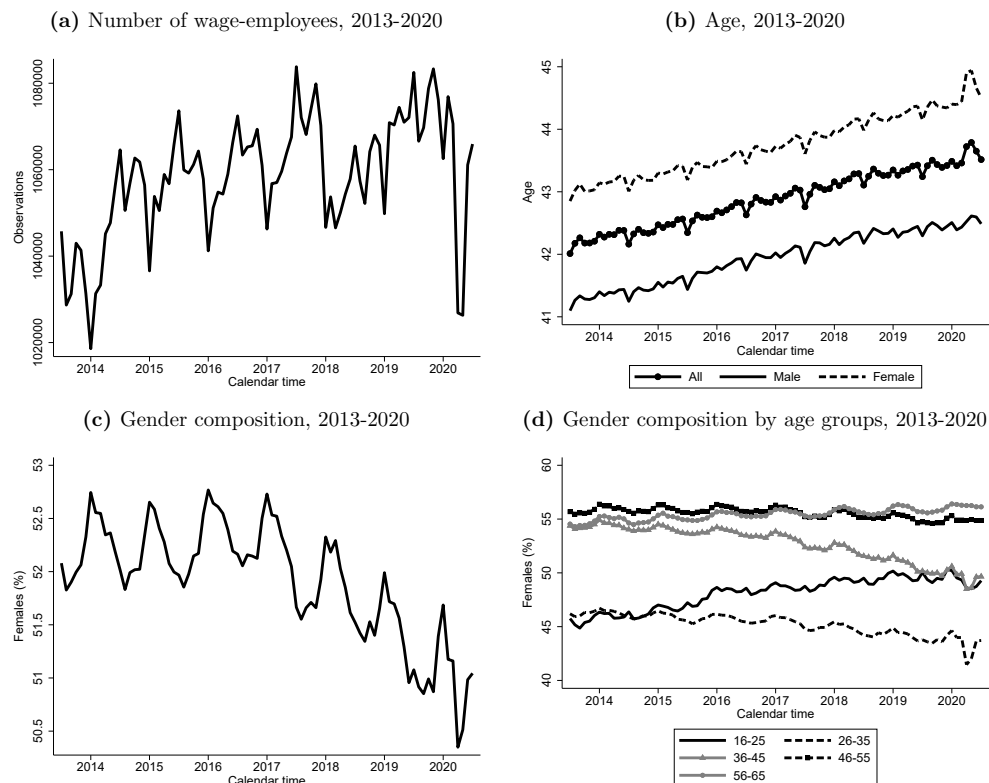 (a) Number of wage-employees, 2013-2020
1080000
1060000
1040000
1020000
Observations
2014 2015 2016 2017 2018 2019 2020
Calendar time
(b) Age, 2013-2020
45
44
43
42
41
Age
2014 2015 2016 2017 2018 2019 2020
Calendar time
All Male Female
(c) Gender composition, 2013-2020
53
52.5
52
51.5
51
50.5
Females (%)
2014 2015 2016 2017 2018 2019 2020
Calendar time
(d) Gender composition by age groups, 2013-2020
60
55
50
45
40
Females (%)
2014 2015 2016 2017 2018 2019 2020
Calendar time
16-25 26-35
36-45 46-55
56-65